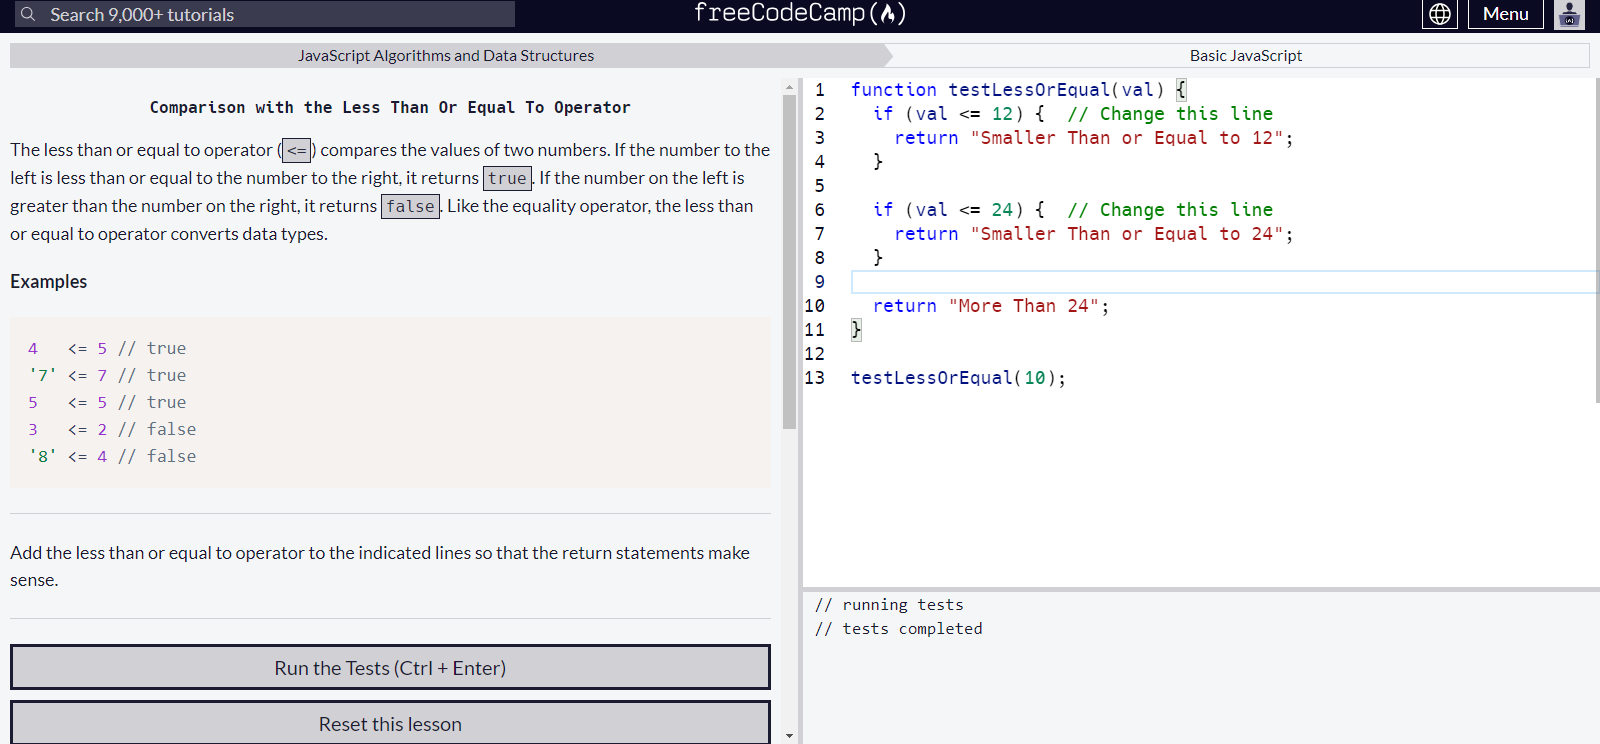 Search 9,000+ tutorials
freeCodeCamp
Menu
JavaScript Algorithms and Data Structures
Basic JavaScript
Comparison with the Less Than Or Equal To Operator
The less than or equal to operator (<=) compares the values of two numbers. If the number to the
left is less than or equal to the number to the right, it returns true. If the number on the left is
greater than the number on the right, it returns false. Like the equality operator, the less than
or equal to operator converts data types.
Examples
4 <= 5 // true
'7' <= 7 // true
5 <= 5 // true
3 <= 2 // false
'8' <= 4 // false
Add the less than or equal to operator to the indicated lines so that the return statements make
sense.
Run the Tests (Ctrl + Enter)
Reset this lesson
1 function testLessOrEqual(val) {
2 if (val <= 12) { // Change this line
3 return "Smaller Than or Equal to 12";
4 }
5
6 if (val <= 24) { // Change this line
7 return "Smaller Than or Equal to 24";
8 }
9
10 return "More Than 24";
11 }
12
13 testLessOrEqual(10);
// running tests
// tests completed